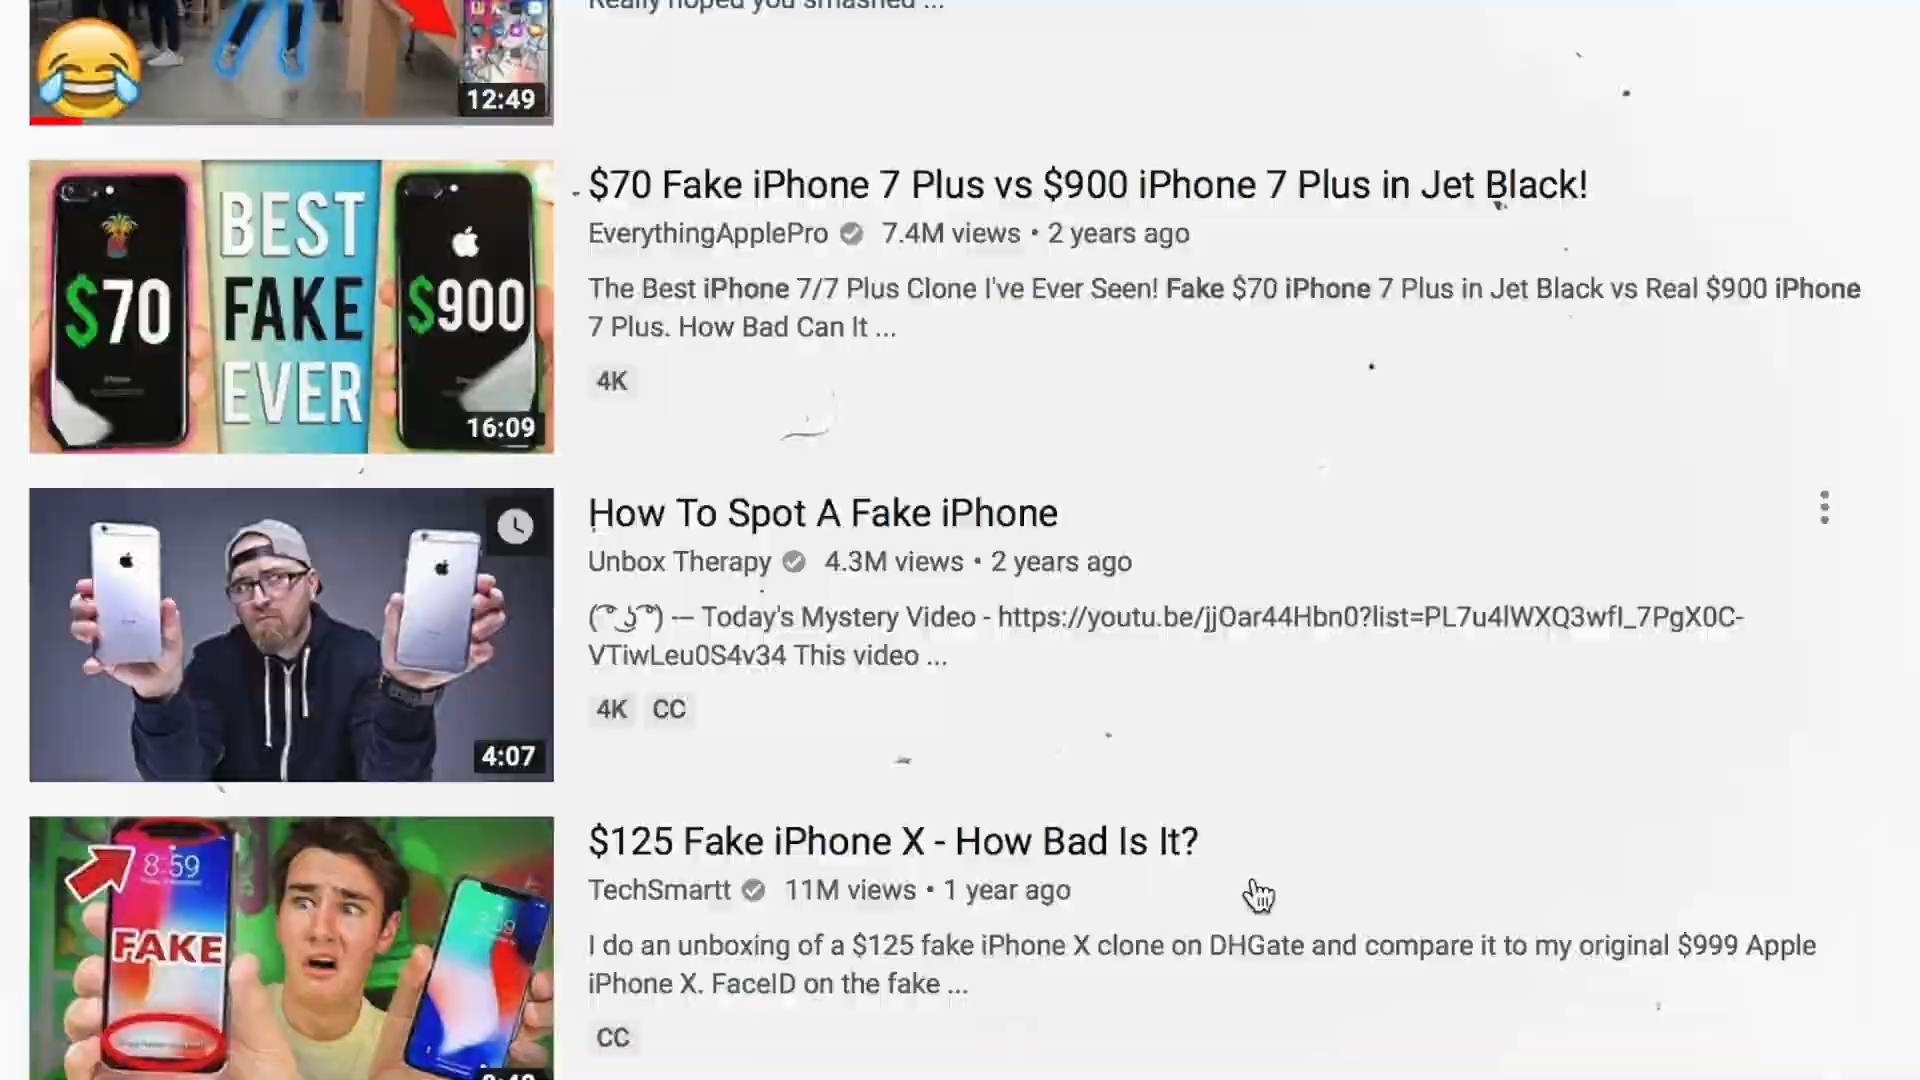 Really hoped you smashed ...
12:49
$70 Fake iPhone 7 Plus vs $900 iPhone 7 Plus in Jet Black!
EverythingApplePro 7.4M views • 2 years ago
The Best iPhone 7/7 Plus Clone I've Ever Seen! Fake $70 iPhone 7 Plus in Jet Black vs Real $900 iPhone
7 Plus. How Bad Can It ...
4K
BEST
FAKE
EVER
$70
$900
iPhone
16:09
How To Spot A Fake iPhone
Unbox Therapy 4.3M views • 2 years ago
( ͡° ͜ʖ ͡°) — Today's Mystery Video - https://youtu.be/jjOar44Hbn0?list=PL7u4lWXQ3wfI_7PgX0C-
VTiwLeu0S4v34 This video ...
4K CC
4:07
$125 Fake iPhone X - How Bad Is It?
TechSmartt 11M views • 1 year ago
I do an unboxing of a $125 fake iPhone X clone on DHGate and compare it to my original $999 Apple
iPhone X. FaceID on the fake ...
CC
8:59
FAKE